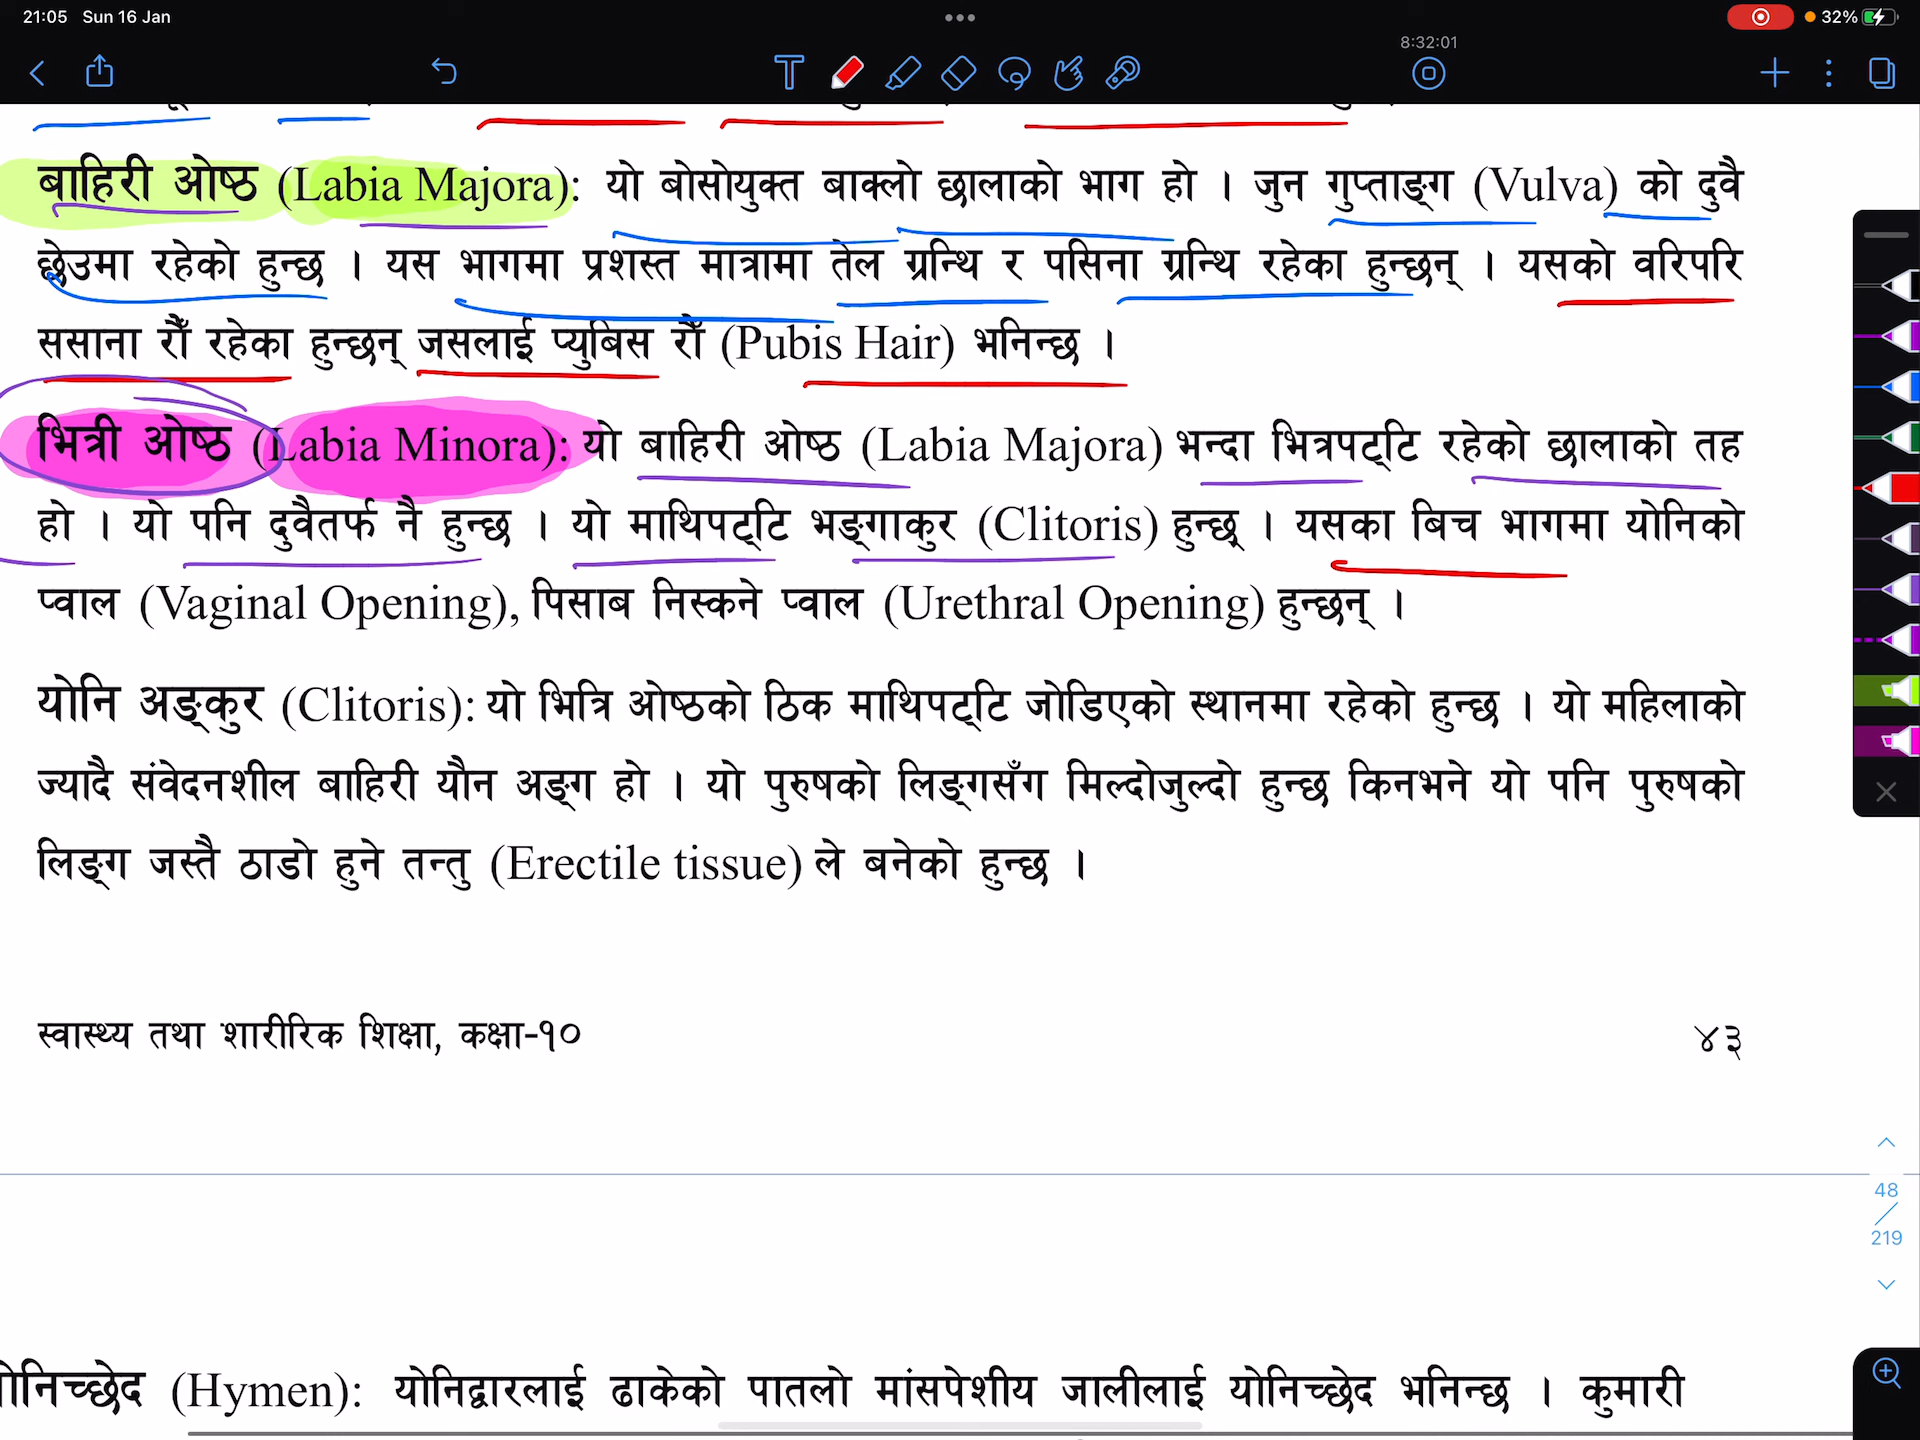 21:05 Sun 16 Jan
32%
8:32:01
बाहिरी ओष्ठ (Labia Majora): यो बोसोयुक्त बाक्लो छालाको भाग हो । जुन गुप्ताङ्ग (Vulva) को दुवै
छेउमा रहेको हुन्छ । यस भागमा प्रशस्त मात्रामा तेल ग्रन्थि र पसिना ग्रन्थि रहेका हुन्छन् । यसको वरिपरि
ससाना रौँ रहेका हुन्छन् जसलाई प्युबिस रौँ (Pubis Hair) भनिन्छ ।
भित्री ओष्ठ (Labia Minora): यो बाहिरी ओष्ठ (Labia Majora) भन्दा भित्रपट्टि रहेको छालाको तह
हो । यो पनि दुवैतर्फ नै हुन्छ । यो माथिपट्टि भङ्गाकुर (Clitoris) हुन्छ् । यसका बिच भागमा योनिको
प्वाल (Vaginal Opening), पिसाब निस्कने प्वाल (Urethral Opening) हुन्छन् ।
योनि अङ्कुर (Clitoris): यो भित्रि ओष्ठको ठिक माथिपट्टि जोडिएको स्थानमा रहेको हुन्छ । यो महिलाको
ज्यादै संवेदनशील बाहिरी यौन अङ्ग हो । यो पुरुषको लिङ्गसँग मिल्दोजुल्दो हुन्छ किनभने यो पनि पुरुषको
लिङ्ग जस्तै ठाडो हुने तन्तु (Erectile tissue) ले बनेको हुन्छ ।
स्वास्थ्य तथा शारीरिक शिक्षा, कक्षा-१० ४३
48
219
(Hymen): योनिद्वारलाई ढाकेको पातलो मांसपेशीय जालीलाई योनिच्छेद भनिन्छ । कुमारी